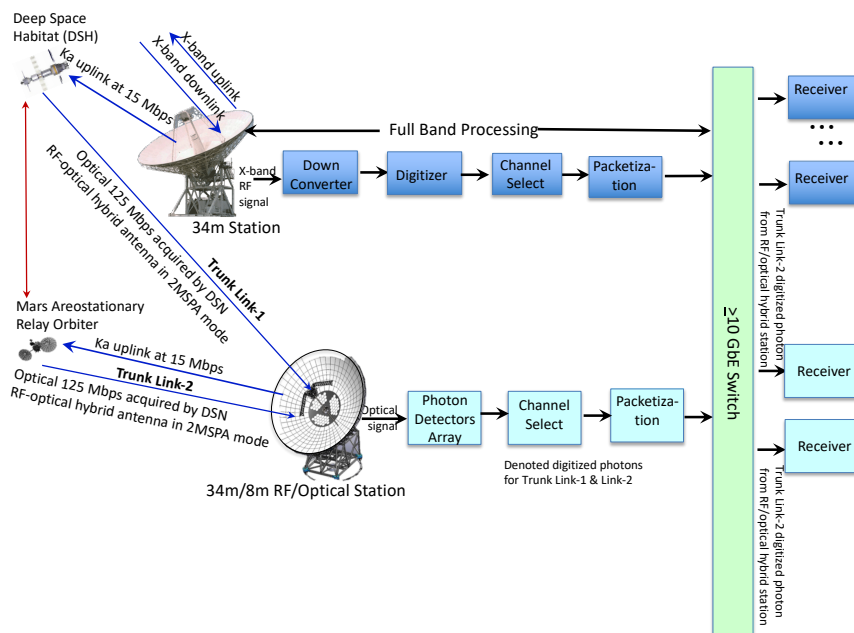 Deep Space
Habitat (DSH)
Ka uplink at 15 Mbps
X-band uplink
X-band downlink
Full Band Processing
X-band
RF
signal
Down
Converter
Digitizer
Channel
Select
Packetiza-
tion
Receiver
Receiver
34m Station
Optical 125 Mbps acquired by DSN
RF-optical hybrid antenna in 2MSPA mode
Trunk Link-1
Trunk Link-2 digitized photon
from RF/optical hybrid station
>10 GbE Switch
Mars Areostationary
Relay Orbiter
Ka uplink at 15 Mbps
Trunk Link-2
Optical 125 Mbps acquired by DSN
RF-optical hybrid antenna in 2MSPA mode
Optical
signal
Photon
Detectors
Array
Channel
Select
Packetiza-
tion
Receiver
Receiver
Denoted digitized photons
for Trunk Link-1 & Link-2
34m/8m RF/Optical Station
Trunk Link-2 digitized photon
from RF/optical hybrid station